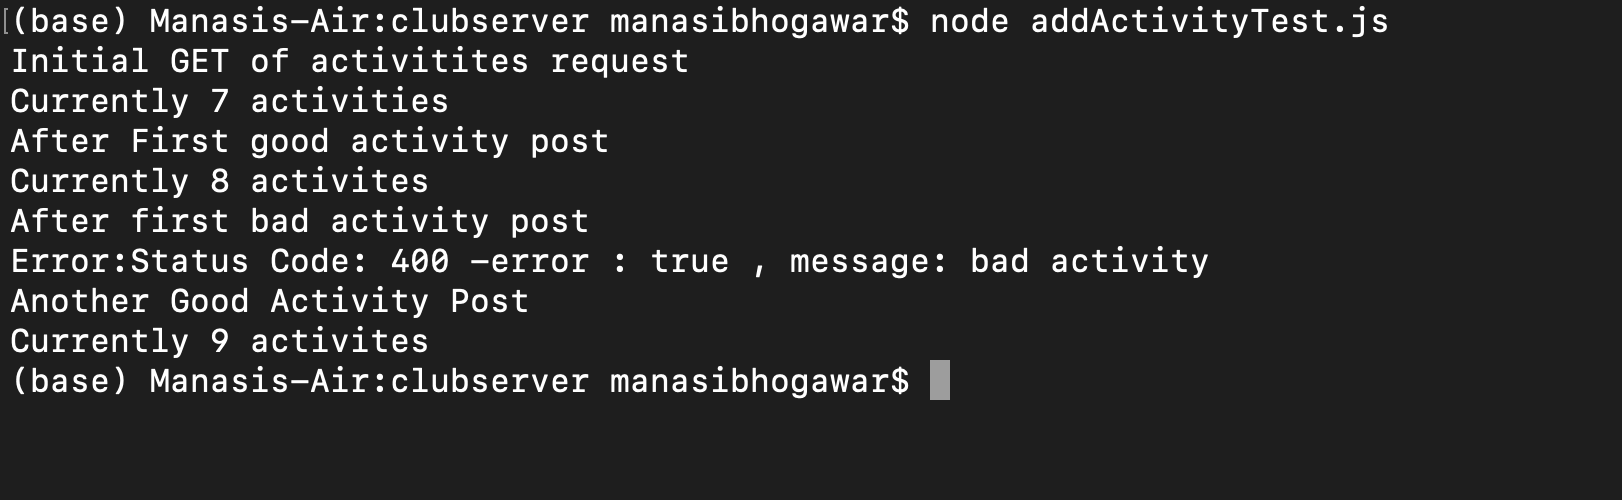 [(base) Manasis-Air:clubserver manasibhogawar$ node addActivityTest.js
Initial GET of activitites request
Currently 7 activities
After First good activity post
Currently 8 activites
After first bad activity post
Error:Status Code: 400 -error : true , message: bad activity
Another Good Activity Post
Currently 9 activites
(base) Manasis-Air:clubserver manasibhogawar$